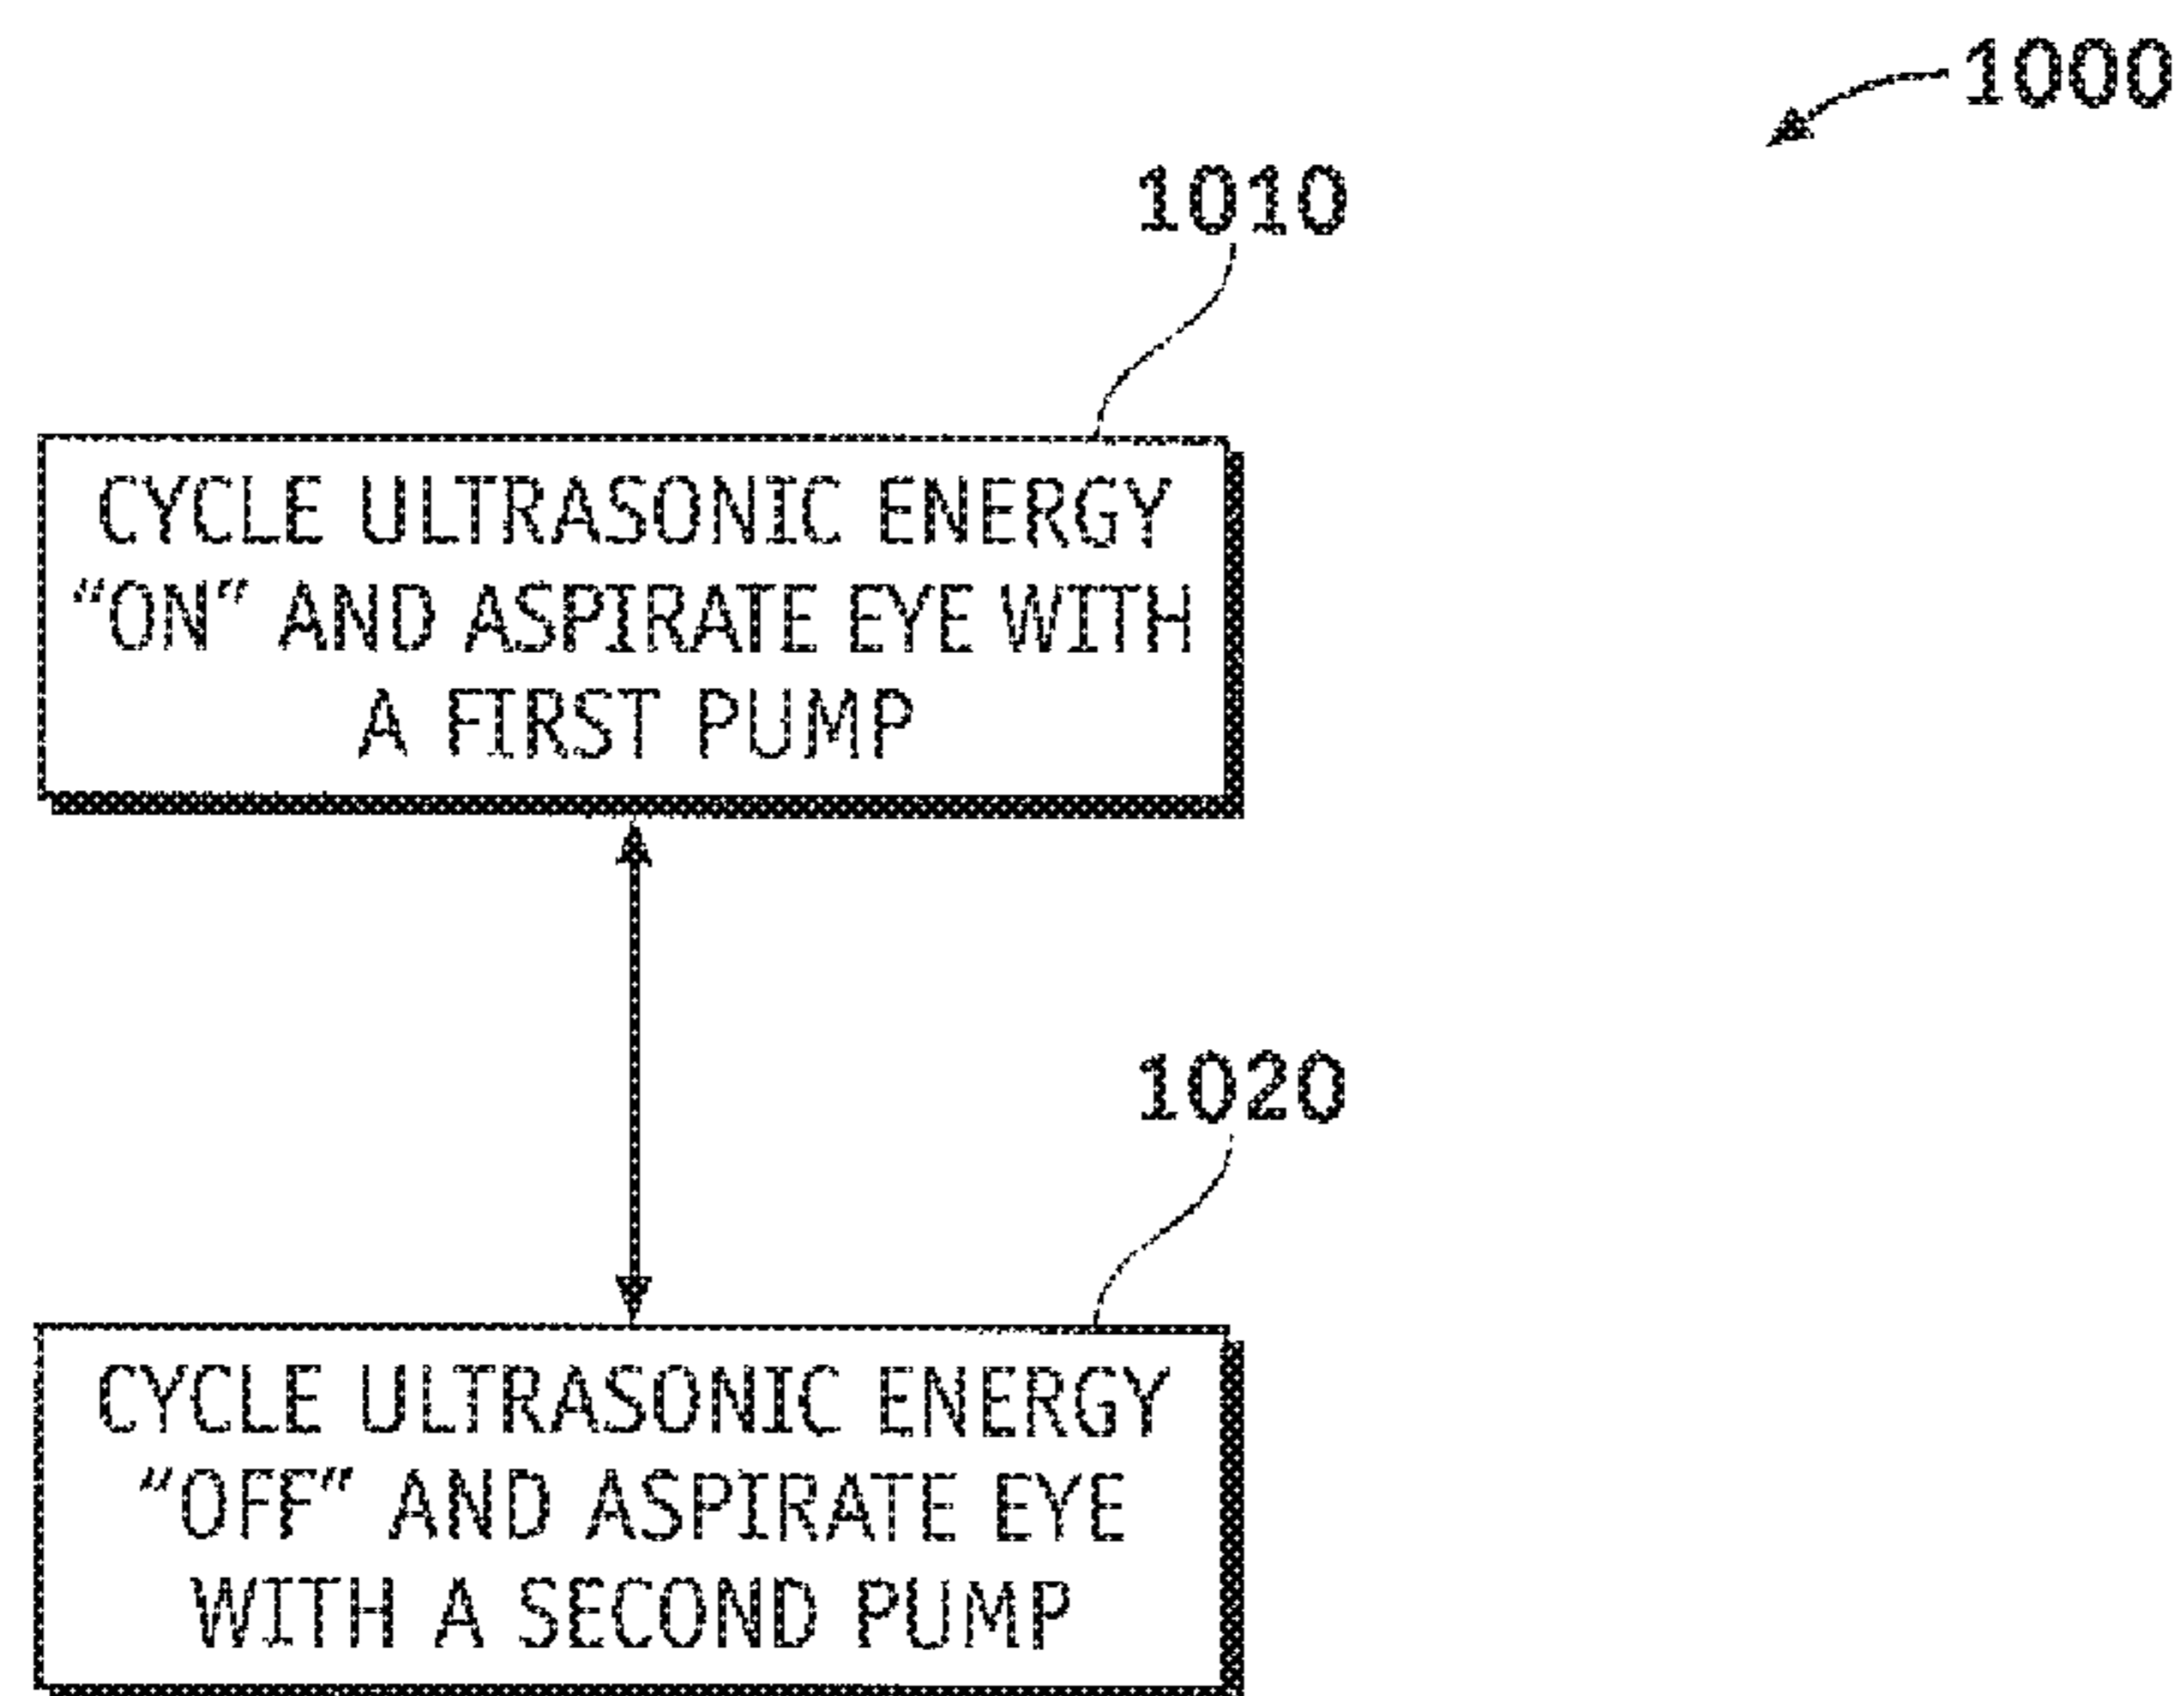 1000
1010
CYCLE ULTRASONIC ENERGY
“ON” AND ASPIRATE EYE WITH
A FIRST PUMP
1020
CYCLE ULTRASONIC ENERGY
“OFF” AND ASPIRATE EYE
WITH A SECOND PUMP